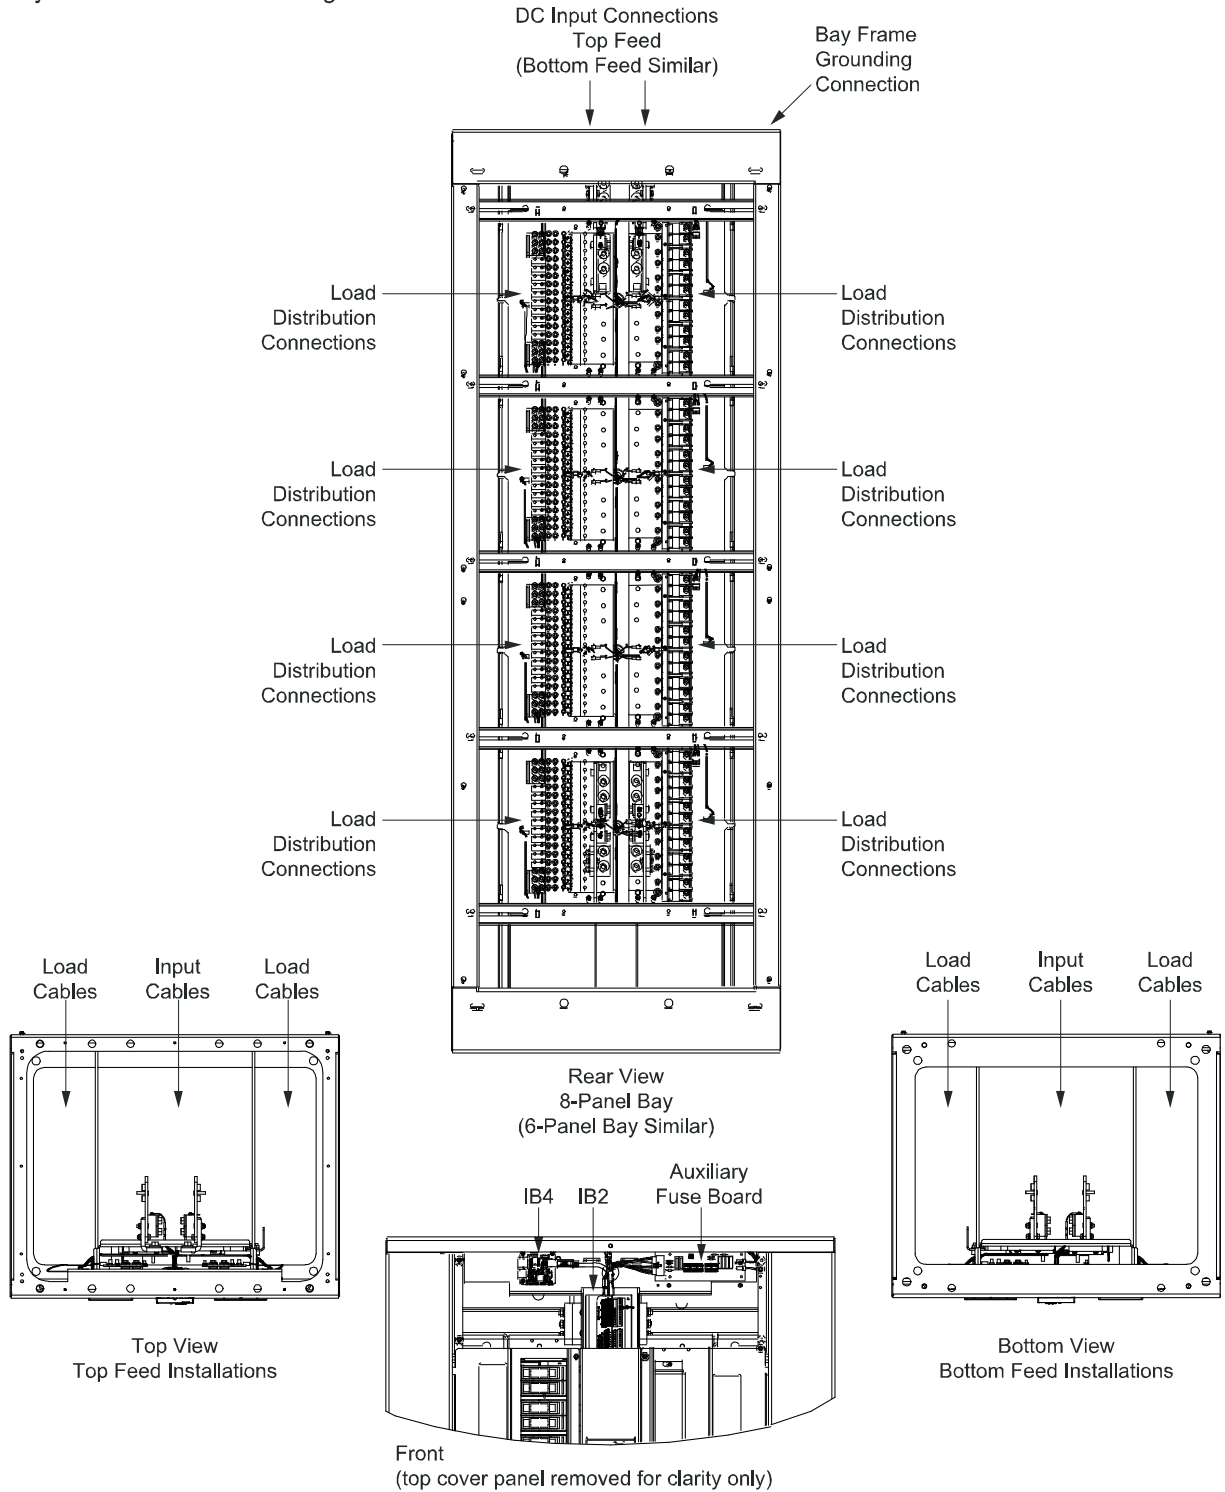 DC Input Connections
Top Feed
(Bottom Feed Similar)
Bay Frame
Grounding
Connection
Load
Distribution
Connections
Load
Distribution
Connections
Load
Distribution
Connections
Load
Distribution
Connections
Load
Distribution
Connections
Load
Distribution
Connections
Load
Distribution
Connections
Load
Distribution
Connections
Load
Cables
Input
Cables
Load
Cables
Load
Cables
Input
Cables
Load
Cables
Rear View
8-Panel Bay
(6-Panel Bay Similar)
IB4
IB2
Auxiliary
Fuse Board
Top View
Top Feed Installations
Bottom View
Bottom Feed Installations
Front
(top cover panel removed for clarity only)